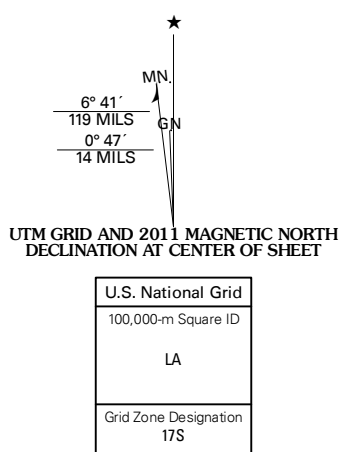 ★
MN.
6° 41´
119 MILS
GN
0° 47´
14 MILS
UTM GRID AND 2011 MAGNETIC NORTH
DECLINATION AT CENTER OF SHEET
U.S. National Grid
100,000-m Square ID
LA
Grid Zone Designation
17S